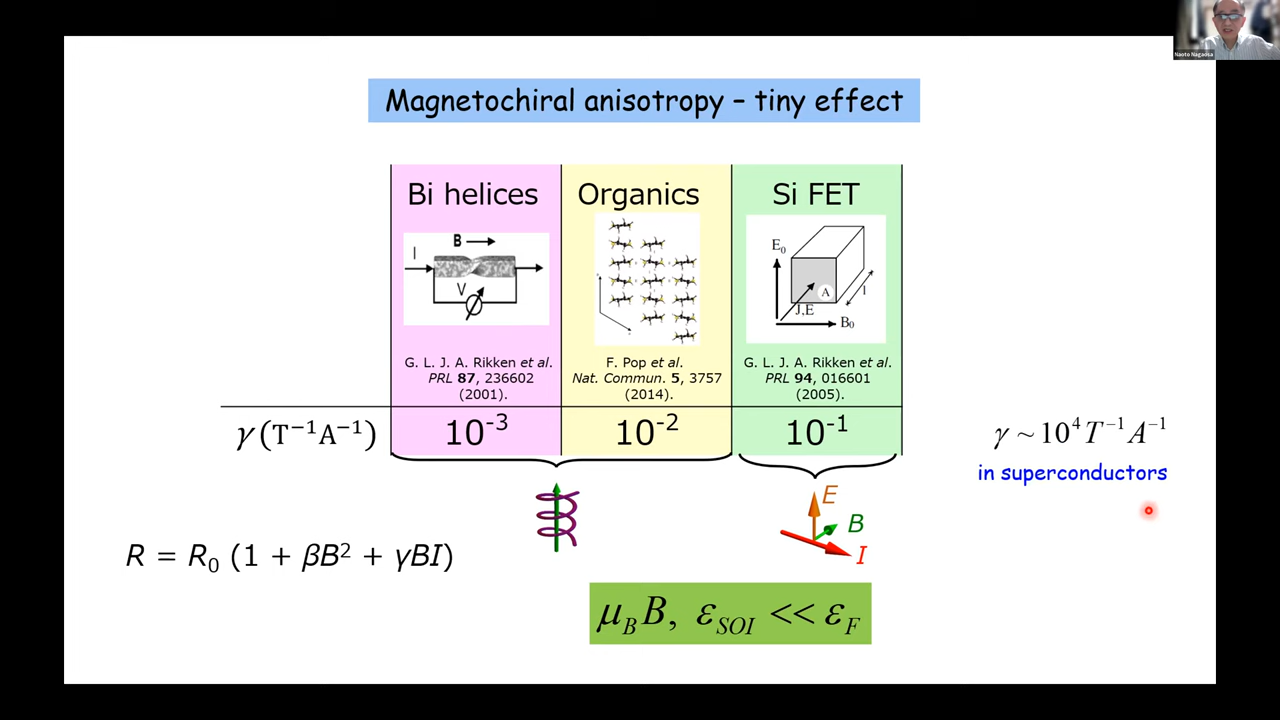 Naoto Nagaosa
Magnetochiral anisotropy – tiny effect
Bi helices
Organics
Si FET
B
I
V
E₀
A
l
J,E
B₀
G. L. J. A. Rikken et al.
PRL 87, 236602
(2001).
F. Pop et al.
Nat. Commun. 5, 3757
(2014).
G. L. J. A. Rikken et al.
PRL 94, 016601
(2005).
γ(T⁻¹A⁻¹)
10⁻³
10⁻²
10⁻¹
γ ~ 10⁴ T⁻¹ A⁻¹
in superconductors
E
B
I
R = R₀ (1 + βB² + γBI)
μ_B B, ε_SOI << ε_F